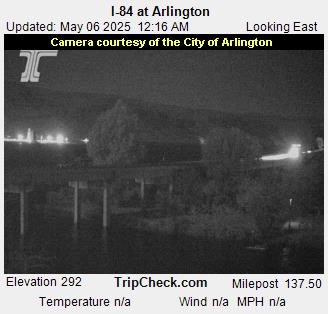 I-84 at Arlington
Updated: May 06 2025 12:16 AM Looking East
Camera courtesy of the City of Arlington
Elevation 292 TripCheck.com Milepost 137.50
Temperature n/a Wind n/a MPH n/a